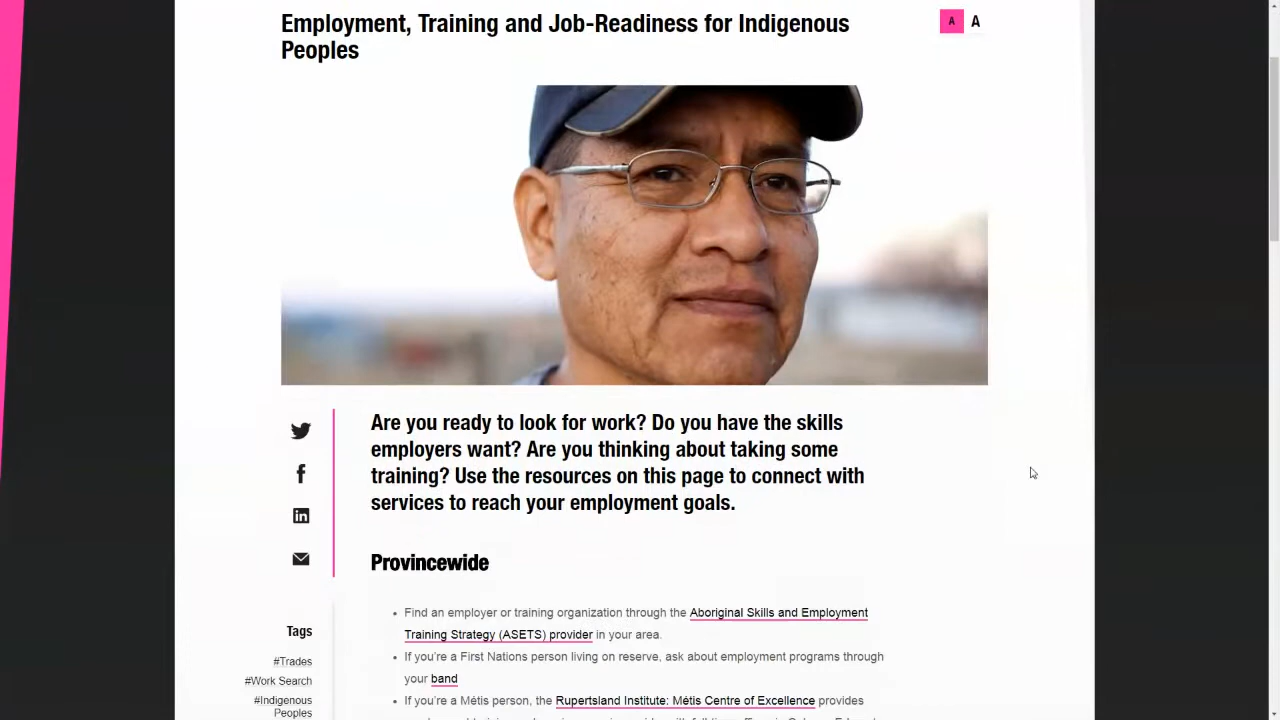 Employment, Training and Job-Readiness for Indigenous
Peoples
A A
Are you ready to look for work? Do you have the skills
employers want? Are you thinking about taking some
training? Use the resources on this page to connect with
services to reach your employment goals.
Provincewide
• Find an employer or training organization through the Aboriginal Skills and Employment
Training Strategy (ASETS) provider in your area.
• If you're a First Nations person living on reserve, ask about employment programs through
your band
• If you're a Métis person, the Rupertsland Institute: Métis Centre of Excellence provides
Tags
#Trades
#Work Search
#Indigenous
Peoples